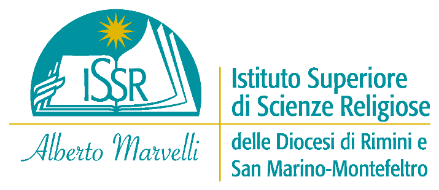 ISSR
Alberto Marvelli
Istituto Superiore
di Scienze Religiose
delle Diocesi di Rimini e
San Marino-Montefeltro